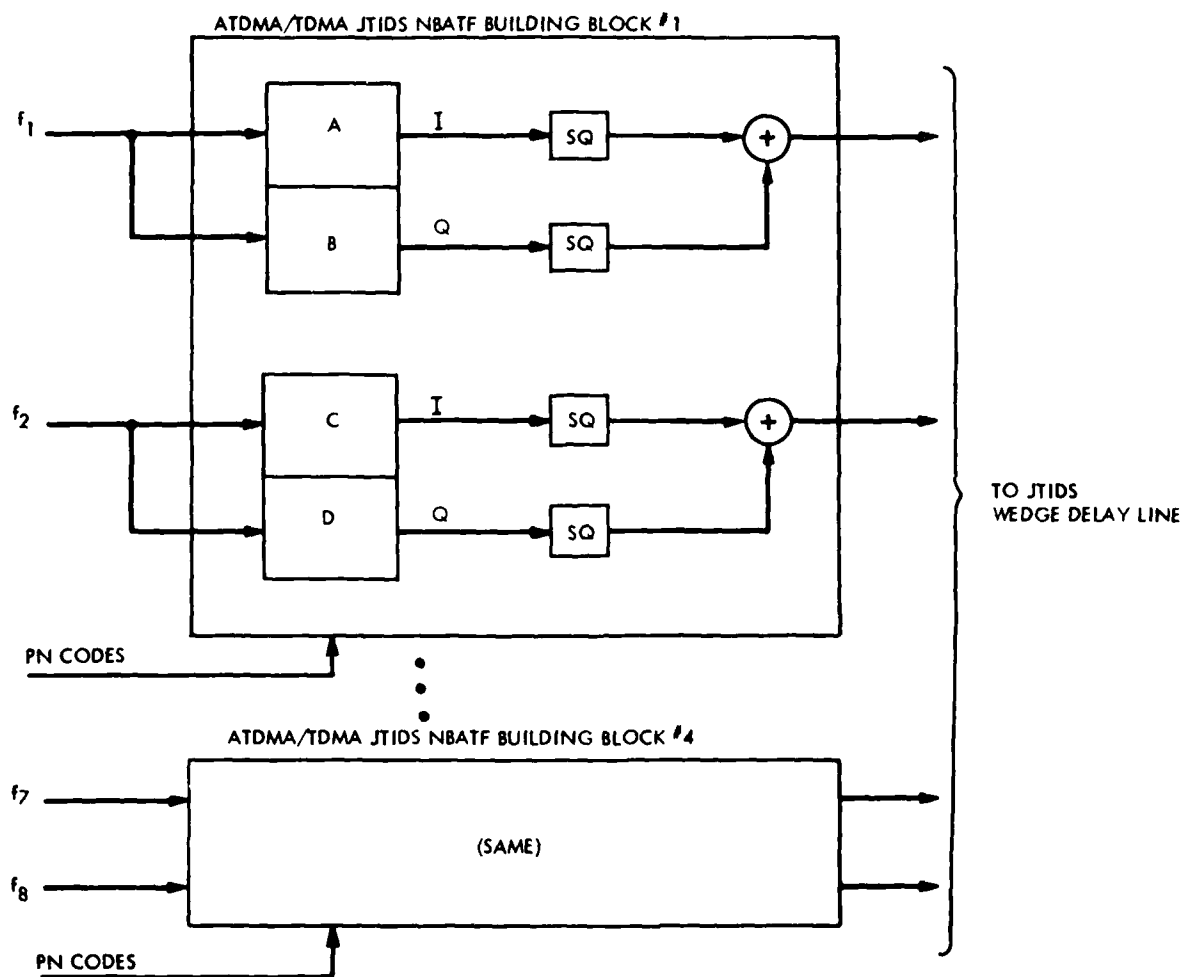 ATDMA/TDMA JTIDS NBATF BUILDING BLOCK #1
f1
A
I
SQ
+
B
Q
SQ
f2
C
I
SQ
+
D
Q
SQ
TO JTIDS
WEDGE DELAY LINE
PN CODES
ATDMA/TDMA JTIDS NBATF BUILDING BLOCK #4
f7
(SAME)
f8
PN CODES